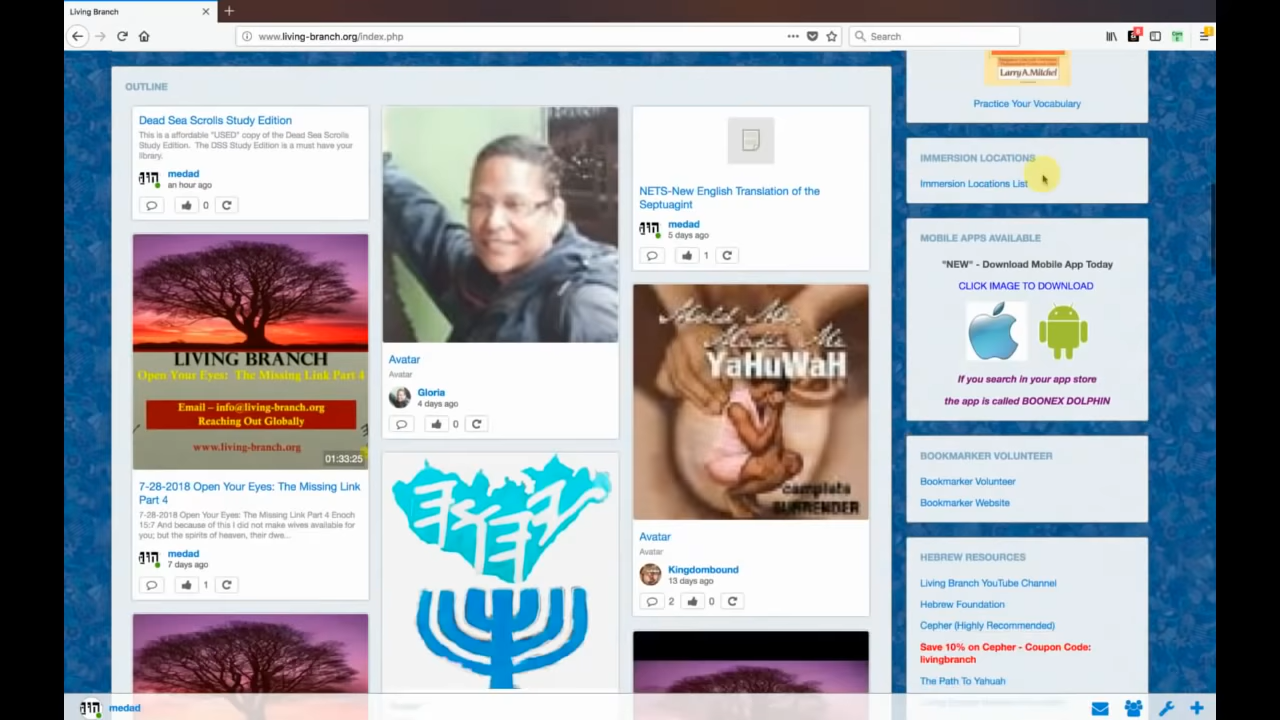 Living Branch
www.living-branch.org/index.php
Search
OUTLINE
Dead Sea Scrolls Study Edition
This is a affordable "USED" copy of the Dead Sea Scrolls
Study Edition. The DSS Study Edition is a must have your
library.
medad
an hour ago
0
LIVING BRANCH
Open Your Eyes: The Missing Link Part 4
Email – info@living-branch.org
Reaching Out Globally
www.living-branch.org
01:33:25
7-28-2018 Open Your Eyes: The Missing Link
Part 4
7-28-2018 Open Your Eyes: The Missing Link Part 4 Enoch
15:7 And because of this I did not make wives available for
you; but the spirits of heaven, their dwe...
medad
7 days ago
1
Avatar
Avatar
Gloria
4 days ago
0
NETS-New English Translation of the
Septuagint
medad
5 days ago
1
Hold Me,
Make Me
YaHuWaH
complete
SURRENDER
Avatar
Avatar
Kingdombound
13 days ago
2
0
Larry A. Mitchel
Practice Your Vocabulary
IMMERSION LOCATIONS
Immersion Locations List
MOBILE APPS AVAILABLE
"NEW" - Download Mobile App Today
CLICK IMAGE TO DOWNLOAD
If you search in your app store
the app is called BOONEX DOLPHIN
BOOKMARKER VOLUNTEER
Bookmarker Volunteer
Bookmarker Website
HEBREW RESOURCES
Living Branch YouTube Channel
Hebrew Foundation
Cepher (Highly Recommended)
Save 10% on Cepher - Coupon Code:
livingbranch
The Path To Yahuah
medad